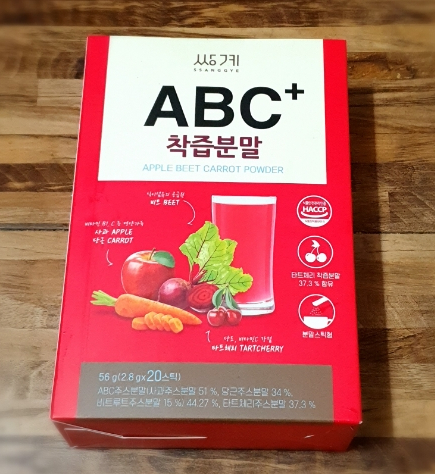 쌍계
SSANGGYE
ABC+
착즙분말
APPLE BEET CARROT POWDER
비트 BEET
사과 APPLE
당근 CARROT
HACCP
타트체리 착즙분말
37.3 % 함유
분말스틱형
타트체리 TARTCHERRY
56 g(2.8 g x 20스틱)
ABC주스분말(사과주스분말 51 %, 당근주스분말 34 %,
비트루트주스분말 15 %) 44.27 %, 타트체리주스분말 37.3 %